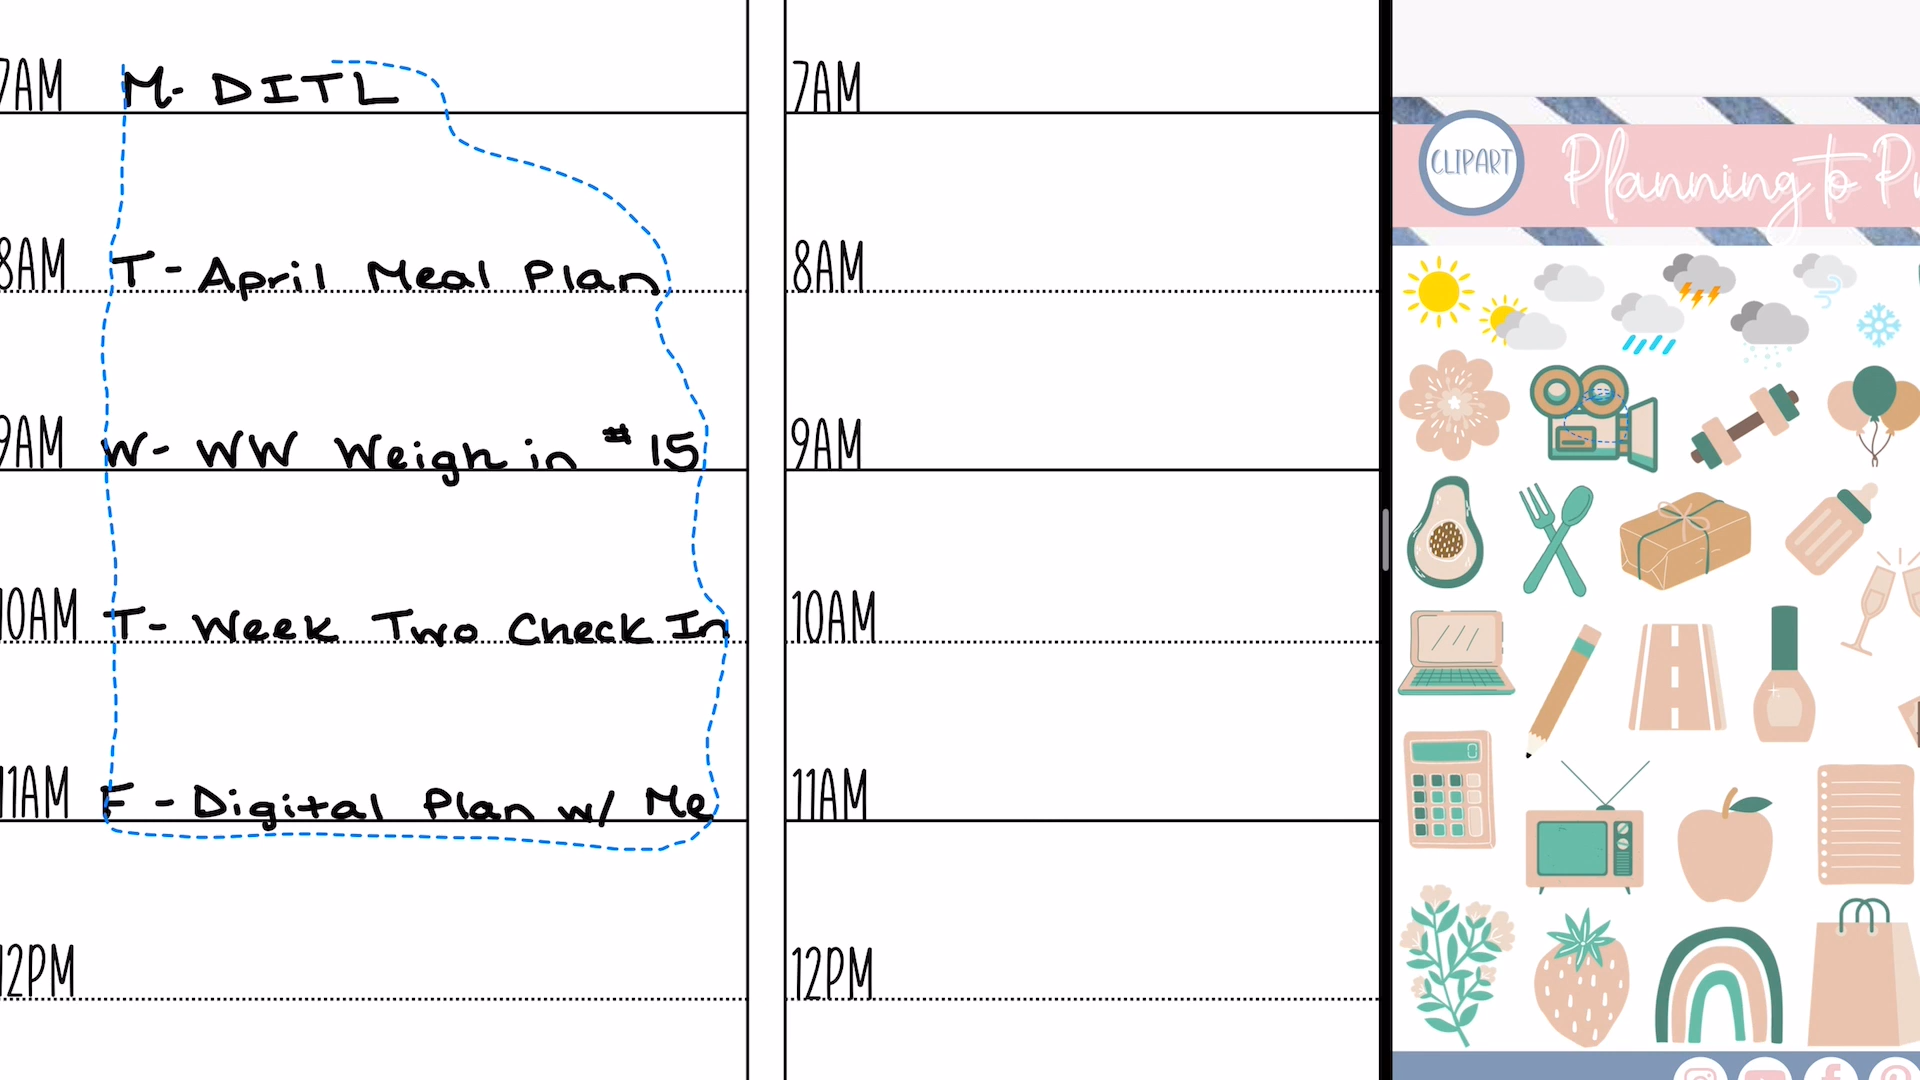 7AM M- DITL
8AM T- April Meal Plan
9AM W- WW Weigh in #15
10AM T- Week Two Check In
11AM F- Digital Plan w/ Me
12PM
7AM
8AM
9AM
10AM
11AM
12PM
CLIPART
Planning to